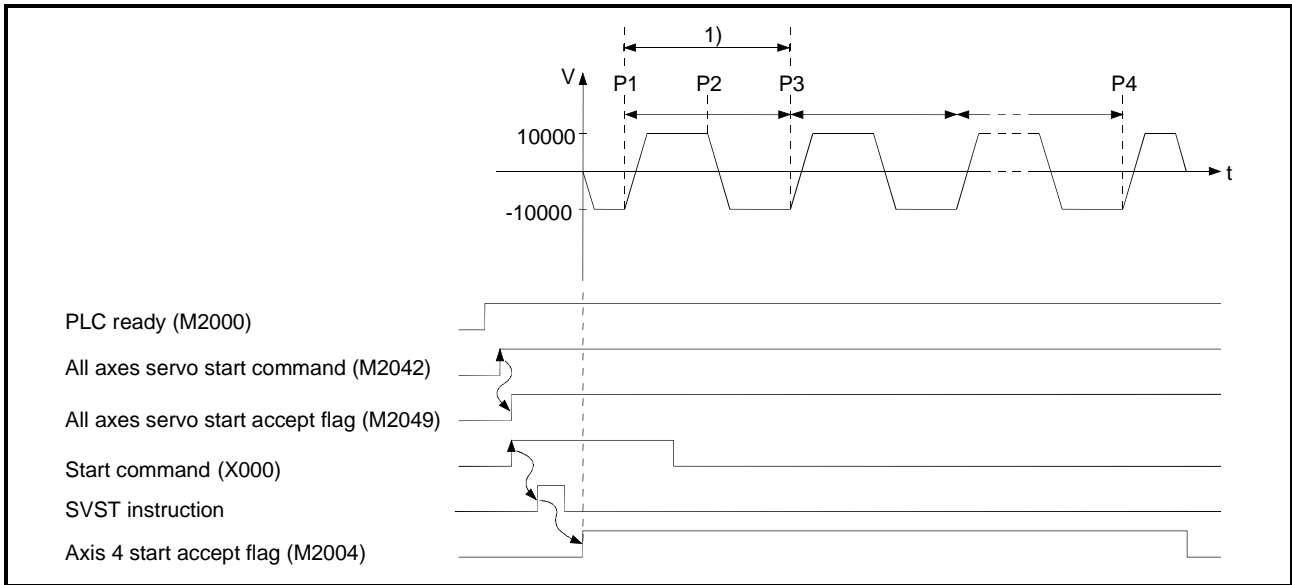 1)
V
P1 P2 P3 P4
10000
t
-10000
PLC ready (M2000)
All axes servo start command (M2042)
All axes servo start accept flag (M2049)
Start command (X000)
SVST instruction
Axis 4 start accept flag (M2004)